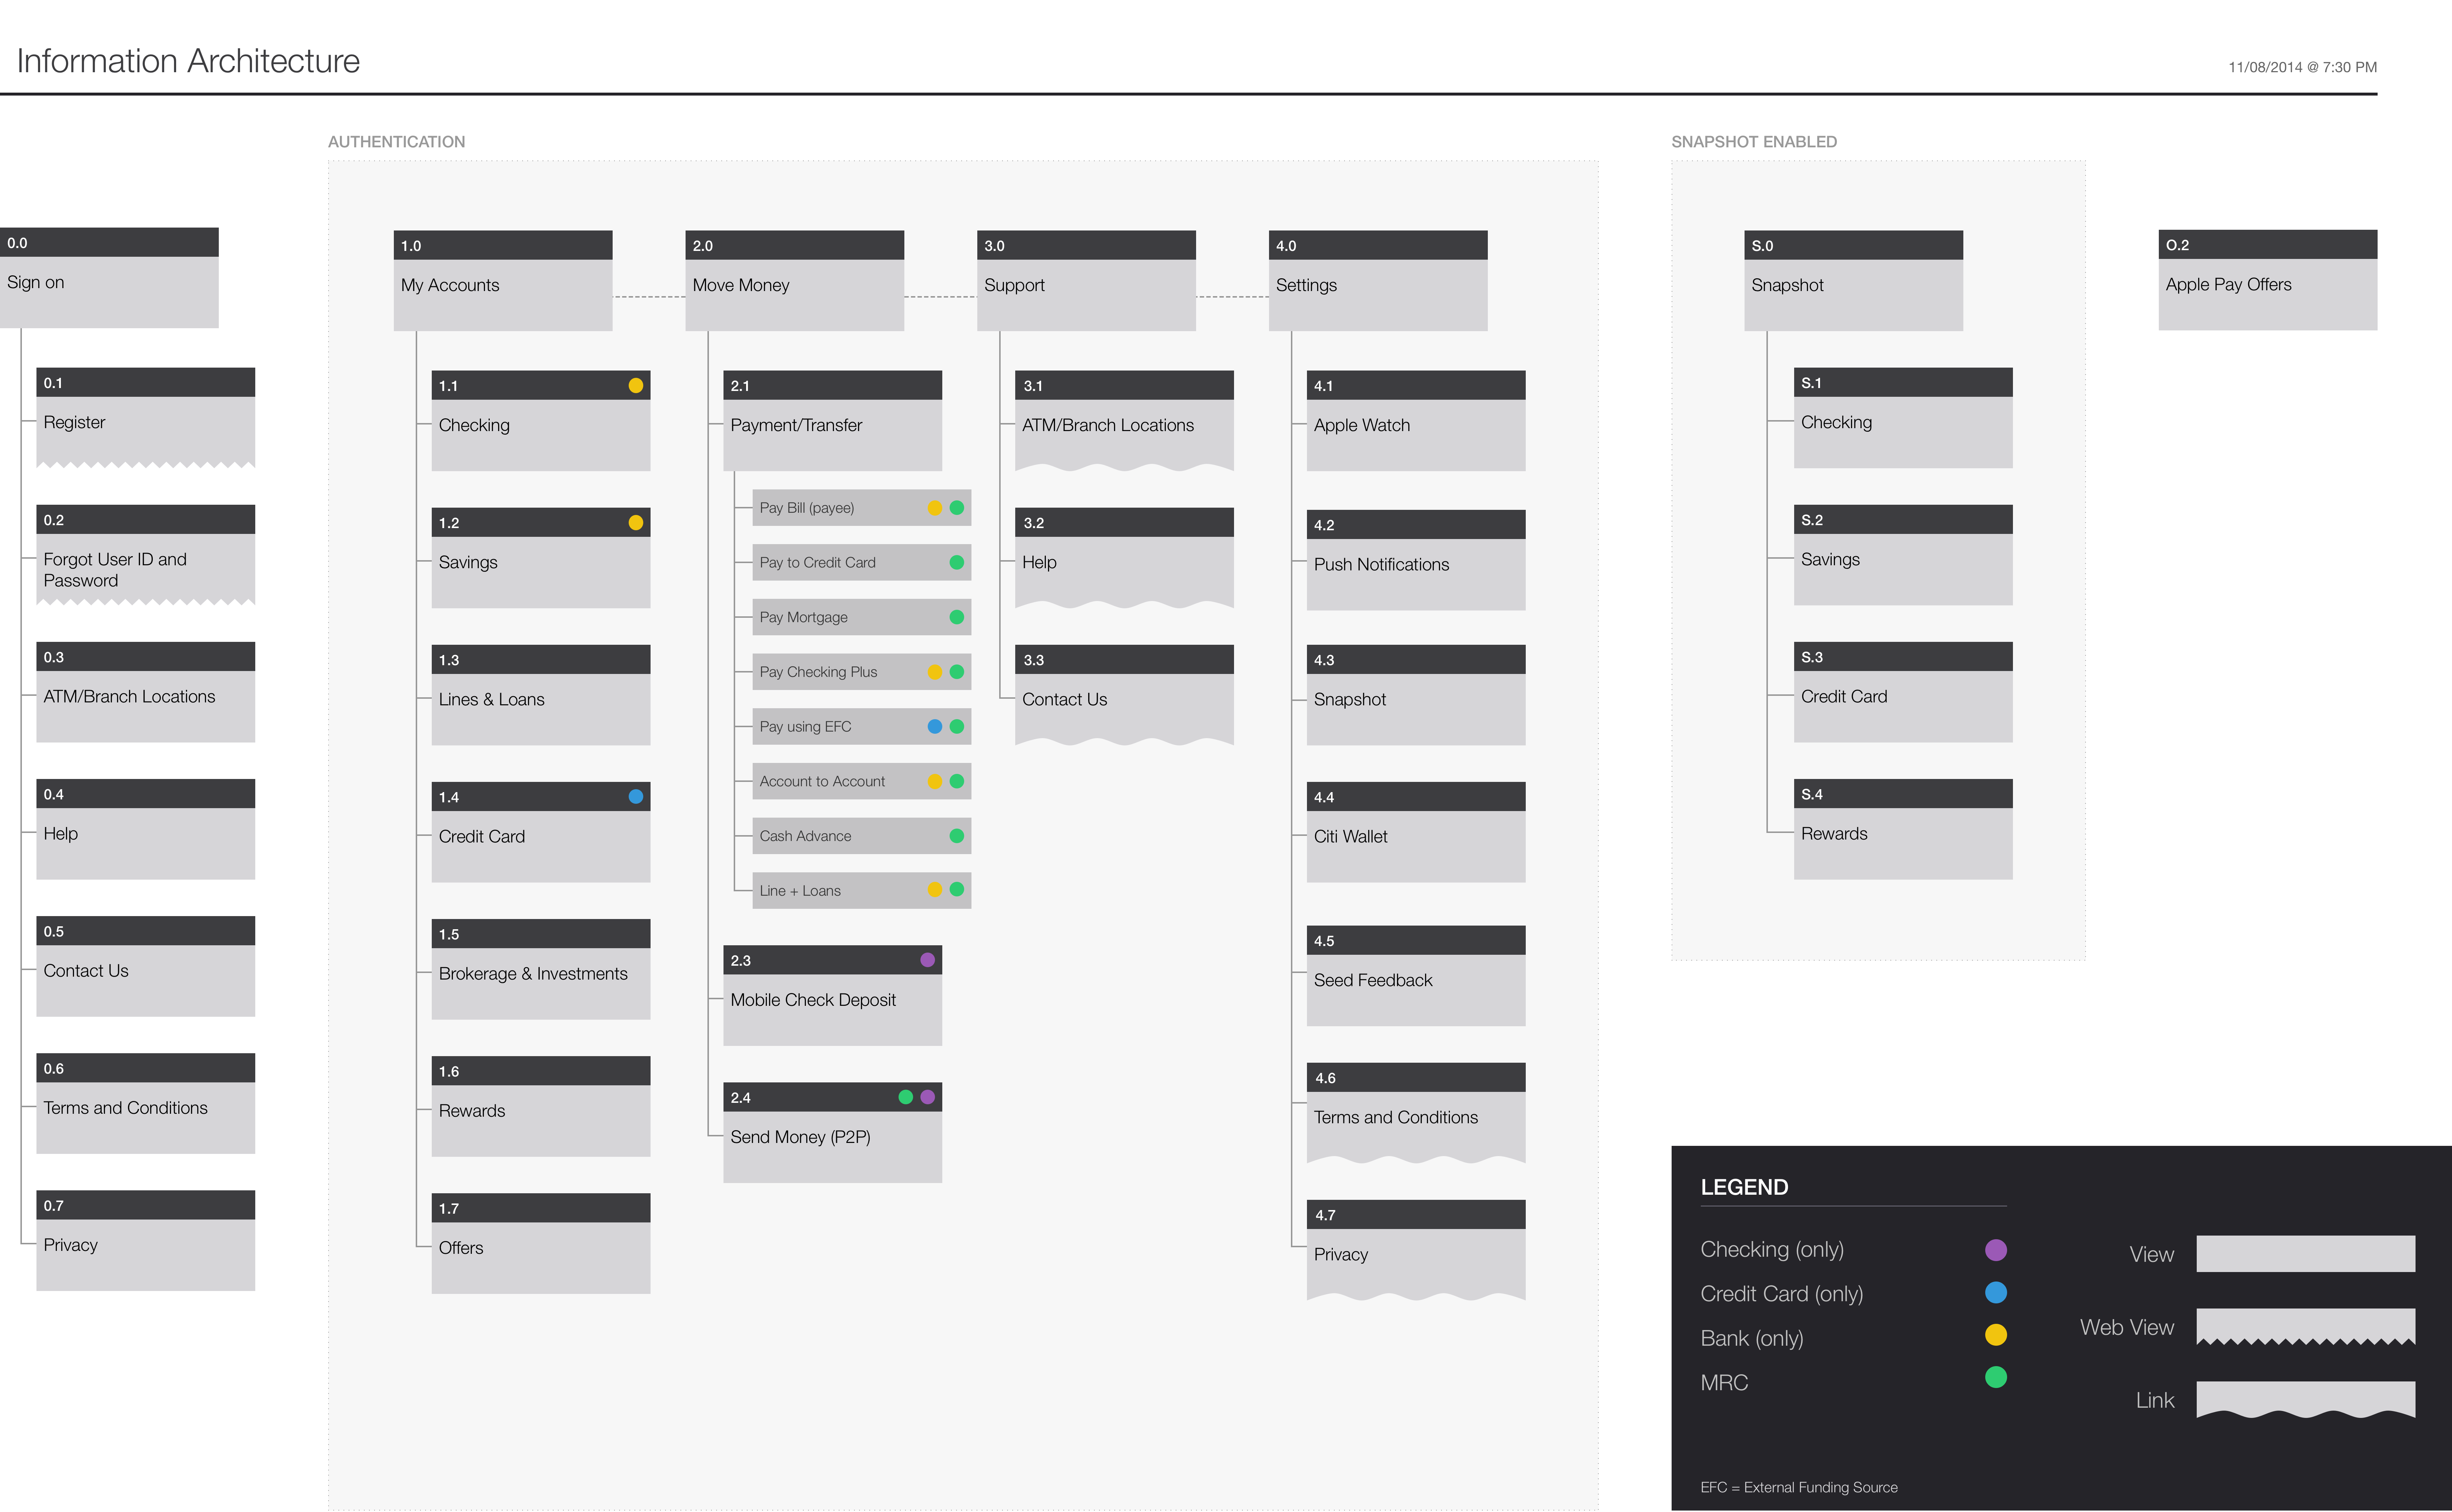 Information Architecture
11/08/2014 @ 7:30 PM
AUTHENTICATION
SNAPSHOT ENABLED
0.0
Sign on
0.1
Register
0.2
Forgot User ID and
Password
0.3
ATM/Branch Locations
0.4
Help
0.5
Contact Us
0.6
Terms and Conditions
0.7
Privacy
1.0
My Accounts
1.1
Checking
1.2
Savings
1.3
Lines & Loans
1.4
Credit Card
1.5
Brokerage & Investments
1.6
Rewards
1.7
Offers
2.0
Move Money
2.1
Payment/Transfer
Pay Bill (payee)
Pay to Credit Card
Pay Mortgage
Pay Checking Plus
Pay using EFC
Account to Account
Cash Advance
Line + Loans
2.3
Mobile Check Deposit
2.4
Send Money (P2P)
3.0
Support
3.1
ATM/Branch Locations
3.2
Help
3.3
Contact Us
4.0
Settings
4.1
Apple Watch
4.2
Push Notifications
4.3
Snapshot
4.4
Citi Wallet
4.5
Seed Feedback
4.6
Terms and Conditions
4.7
Privacy
S.0
Snapshot
S.1
Checking
S.2
Savings
S.3
Credit Card
S.4
Rewards
O.2
Apple Pay Offers
LEGEND
Checking (only)
Credit Card (only)
Bank (only)
MRC
View
Web View
Link
EFC = External Funding Source